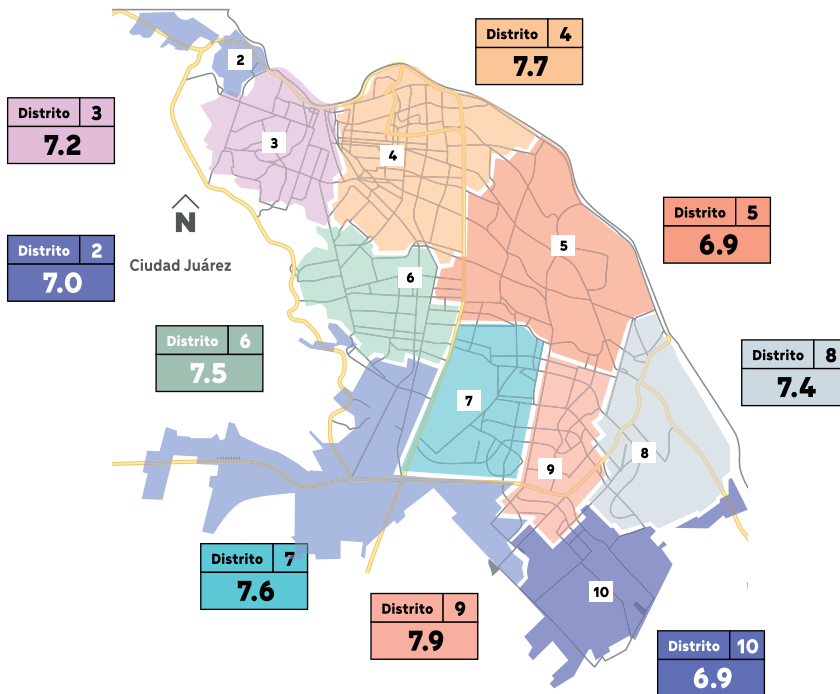 Distrito 4
7.7
2
Distrito 3
7.2
3
4
N
Ciudad Juárez
Distrito 5
6.9
5
Distrito 2
7.0
6
Distrito 6
7.5
Distrito 8
7.4
7
8
9
Distrito 7
7.6
10
Distrito 9
7.9
Distrito 10
6.9